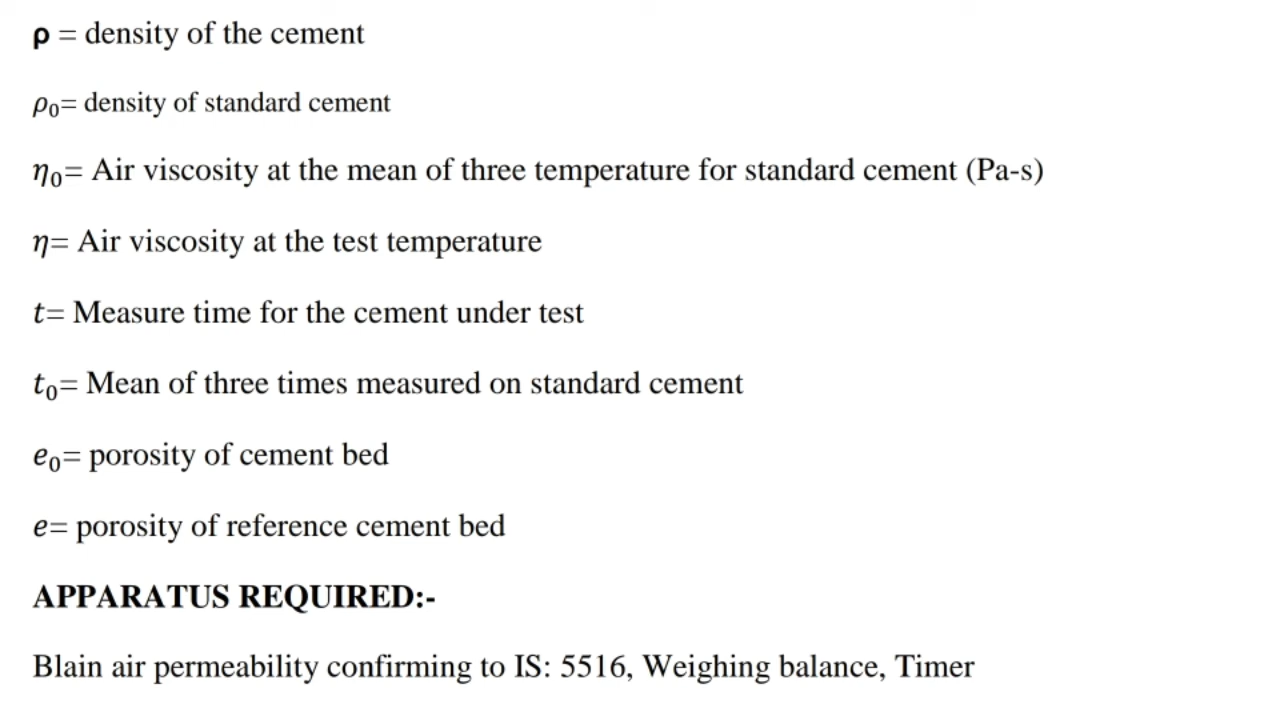 ρ = density of the cement
ρ₀= density of standard cement
η₀= Air viscosity at the mean of three temperature for standard cement (Pa-s)
η= Air viscosity at the test temperature
t= Measure time for the cement under test
t₀= Mean of three times measured on standard cement
e₀= porosity of cement bed
e= porosity of reference cement bed
APPARATUS REQUIRED:-
Blain air permeability confirming to IS: 5516, Weighing balance, Timer